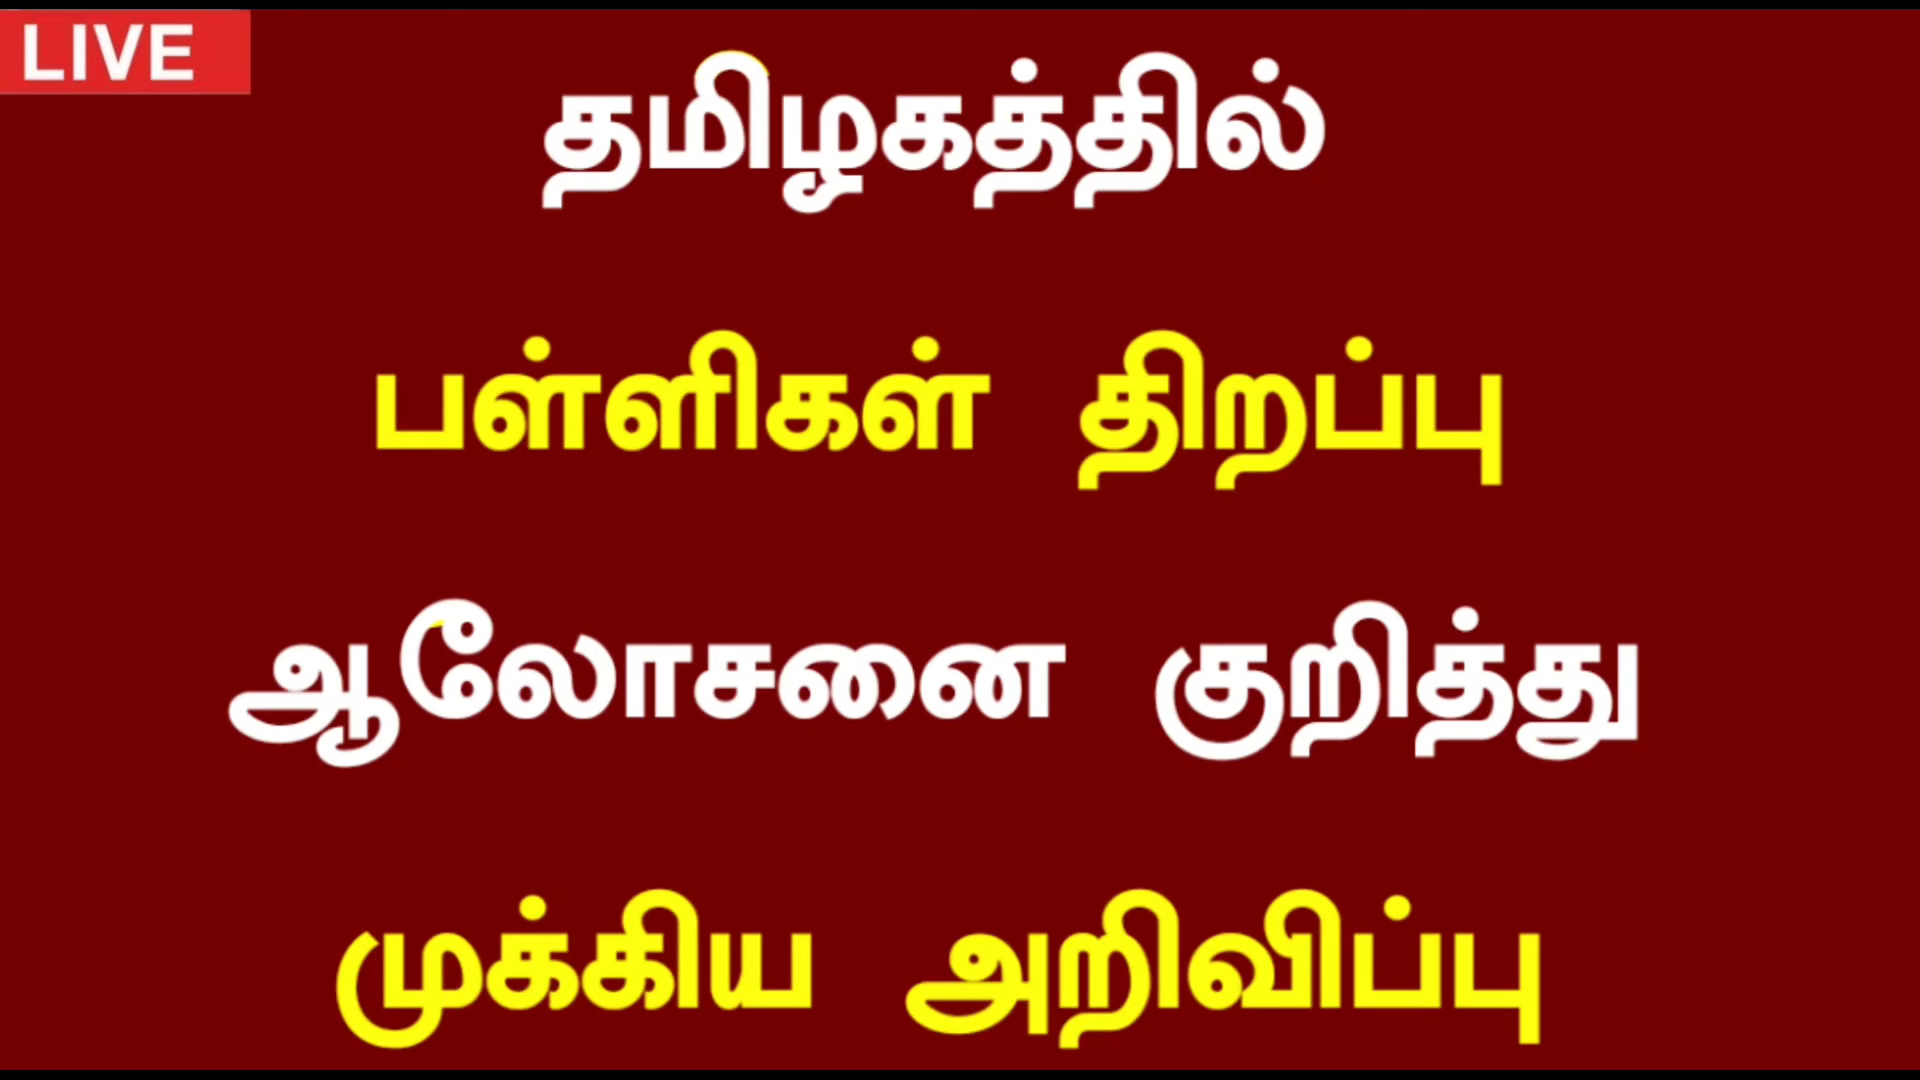 LIVE
தமிழகத்தில்
பள்ளிகள் திறப்பு
ஆலோசனை குறித்து
முக்கிய அறிவிப்பு